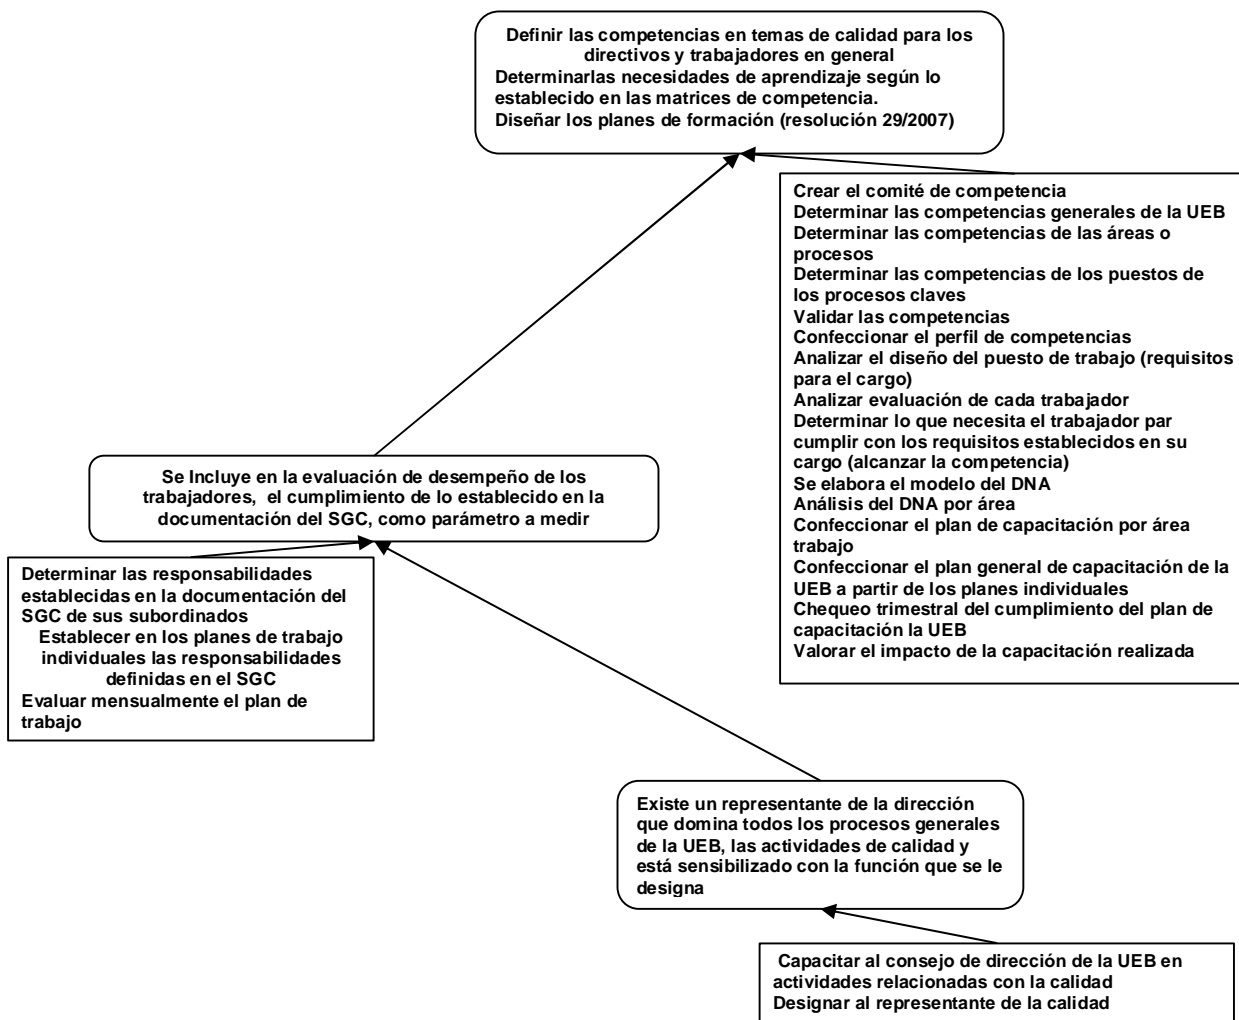 Definir las competencias en temas de calidad para los
directivos y trabajadores en general
Determinarlas necesidades de aprendizaje según lo
establecido en las matrices de competencia.
Diseñar los planes de formación (resolución 29/2007)
Crear el comité de competencia
Determinar las competencias generales de la UEB
Determinar las competencias de las áreas o
procesos
Determinar las competencias de los puestos de
los procesos claves
Validar las competencias
Confeccionar el perfil de competencias
Analizar el diseño del puesto de trabajo (requisitos
para el cargo)
Analizar evaluación de cada trabajador
Determinar lo que necesita el trabajador par
cumplir con los requisitos establecidos en su
cargo (alcanzar la competencia)
Se elabora el modelo del DNA
Análisis del DNA por área
Confeccionar el plan de capacitación por área
trabajo
Confeccionar el plan general de capacitación de la
UEB a partir de los planes individuales
Chequeo trimestral del cumplimiento del plan de
capacitación la UEB
Valorar el impacto de la capacitación realizada
Se Incluye en la evaluación de desempeño de los
trabajadores, el cumplimiento de lo establecido en la
documentación del SGC, como parámetro a medir
Determinar las responsabilidades
establecidas en la documentación del
SGC de sus subordinados
Establecer en los planes de trabajo
individuales las responsabilidades
definidas en el SGC
Evaluar mensualmente el plan de
trabajo
Existe un representante de la dirección
que domina todos los procesos generales
de la UEB, las actividades de calidad y
está sensibilizado con la función que se le
designa
Capacitar al consejo de dirección de la UEB en
actividades relacionadas con la calidad
Designar al representante de la calidad